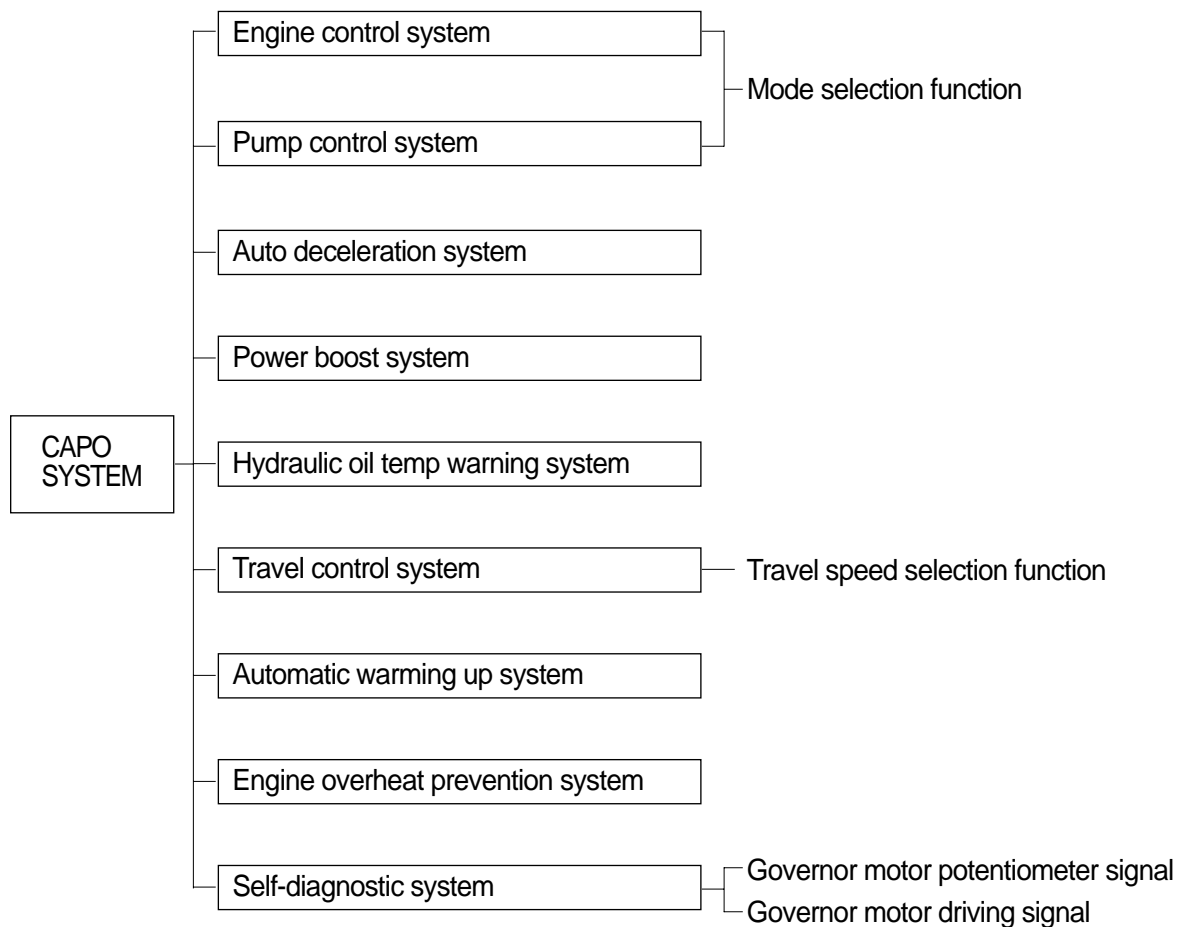 Engine control system
Mode selection function
Pump control system
Auto deceleration system
Power boost system
CAPO
SYSTEM
Hydraulic oil temp warning system
Travel control system
Travel speed selection function
Automatic warming up system
Engine overheat prevention system
Self-diagnostic system
Governor motor potentiometer signal
Governor motor driving signal